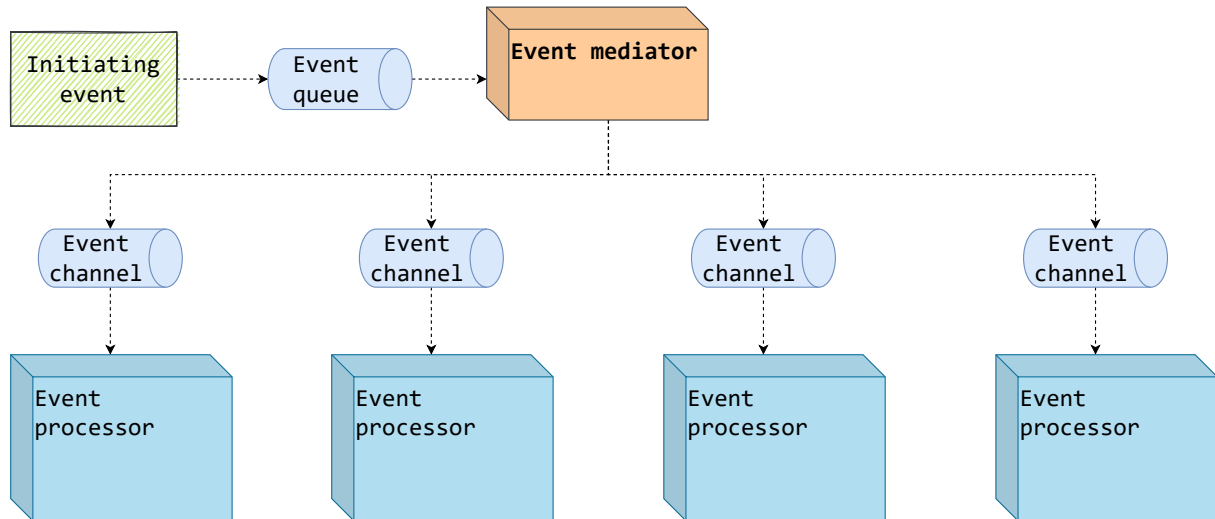 Initiating
event
Event
queue
Event mediator
Event
channel
Event
channel
Event
channel
Event
channel
Event
processor
Event
processor
Event
processor
Event
processor